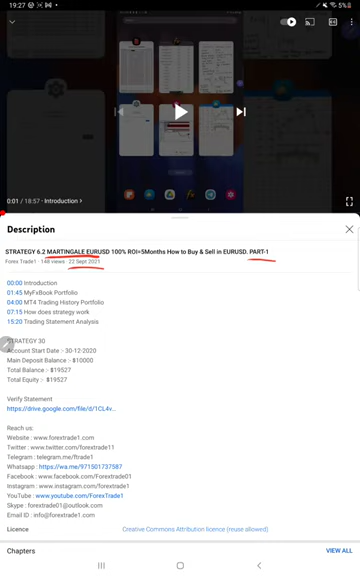 19:27
5%
0:01 / 18:57 · Introduction >
Description
STRATEGY 6.2 MARTINGALE EURUSD 100% ROI=5Months How to Buy & Sell in EURUSD. PART-1
Forex Trade1 · 148 views · 22 Sept 2021
00:00 Introduction
01:45 MyFxBook Portfolio
04:00 MT4 Trading History Portfolio
07:15 How does strategy work
15:20 Trading Statement Analysis
STRATEGY 30
Account Start Date :- 30-12-2020
Main Deposit Balance :- $10000
Total Balance :- $19527
Total Equity :- $19527
Verify Statement
https://drive.google.com/file/d/1CL4v...
Reach us:
Website : www.forextrade1.com
Twitter : www.twitter.com/forextrade11
Telegram : telegram.me/ftrade1
Whatsapp : https://wa.me/971501737587
Facebook : www.facebook.com/Forextrade01
Instagram : www.instagram.com/forextrade1
YouTube : www.youtube.com/ForexTrade1
Skype : forextrade01@outlook.com
Email ID : info@forextrade1.com
Licence Creative Commons Attribution licence (reuse allowed)
Chapters VIEW ALL